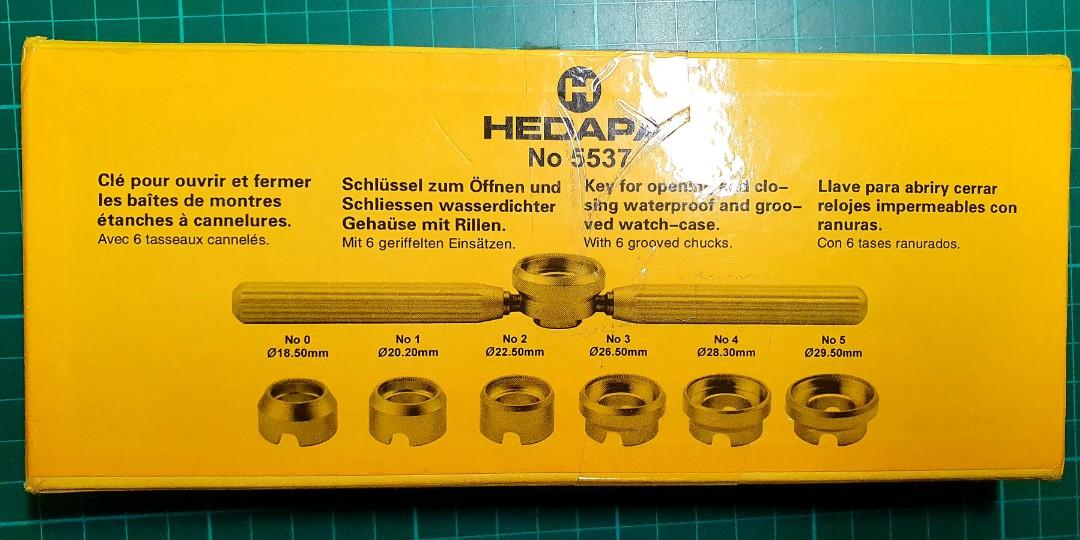 H
HEDAPA
No 5537
Clé pour ouvrir et fermer
les baîtes de montres
étanches à cannelures.
Avec 6 tasseaux cannelés.
Schlüssel zum Öffnen und
Schliessen wasserdichter
Gehaüse mit Rillen.
Mit 6 geriffelten Einsätzen.
Key for opening and clo-
sing waterproof and groo-
ved watch-case.
With 6 grooved chucks.
Llave para abriry cerrar
relojes impermeables con
ranuras.
Con 6 tases ranurados.
No 0 No 1 No 2 No 3 No 4 No 5
Ø18.50mm Ø20.20mm Ø22.50mm Ø26.50mm Ø28.30mm Ø29.50mm